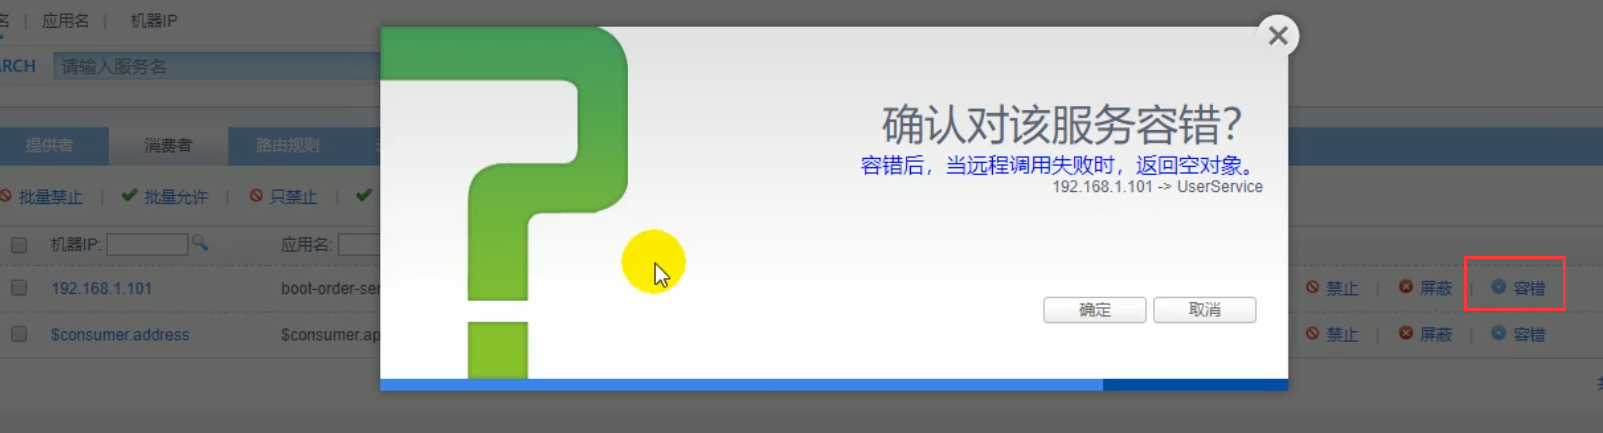 名 | 应用名 | 机器IP
ARCH 请输入服务名
确认对该服务容错?
容错后，当远程调用失败时，返回空对象。
192.168.1.101 -> UserService
提供者 消费者 路由规则
批量禁止 | 批量允许 | 只禁止 |
机器IP: 应用名:
192.168.1.101 boot-order-ser 禁止 | 屏蔽 | 容错
确定 取消
$consumer.address $consumer.ap 禁止 | 屏蔽 | 容错